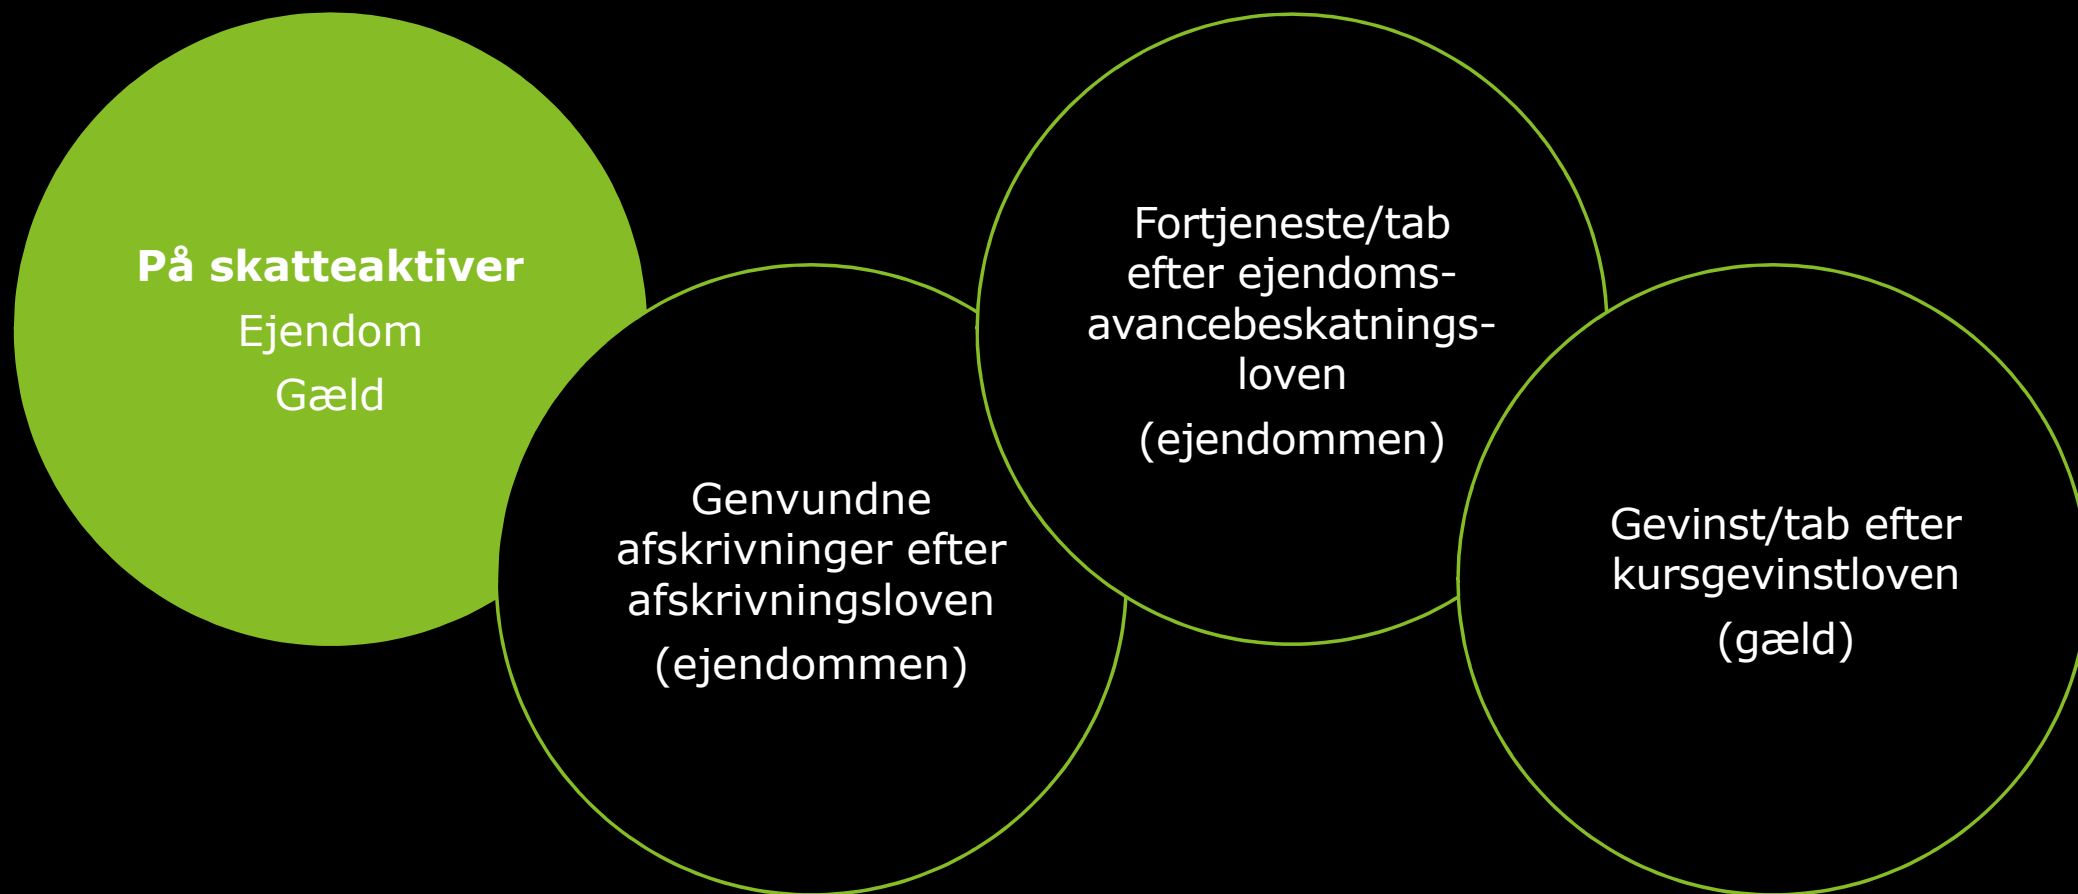 På skatteaktiver
Ejendom
Gæld
Genvundne
afskrivninger efter
afskrivningsloven
(ejendommen)
Fortjeneste/tab
efter ejendoms-
avancebeskatnings-
loven
(ejendommen)
Gevinst/tab efter
kursgevinstloven
(gæld)